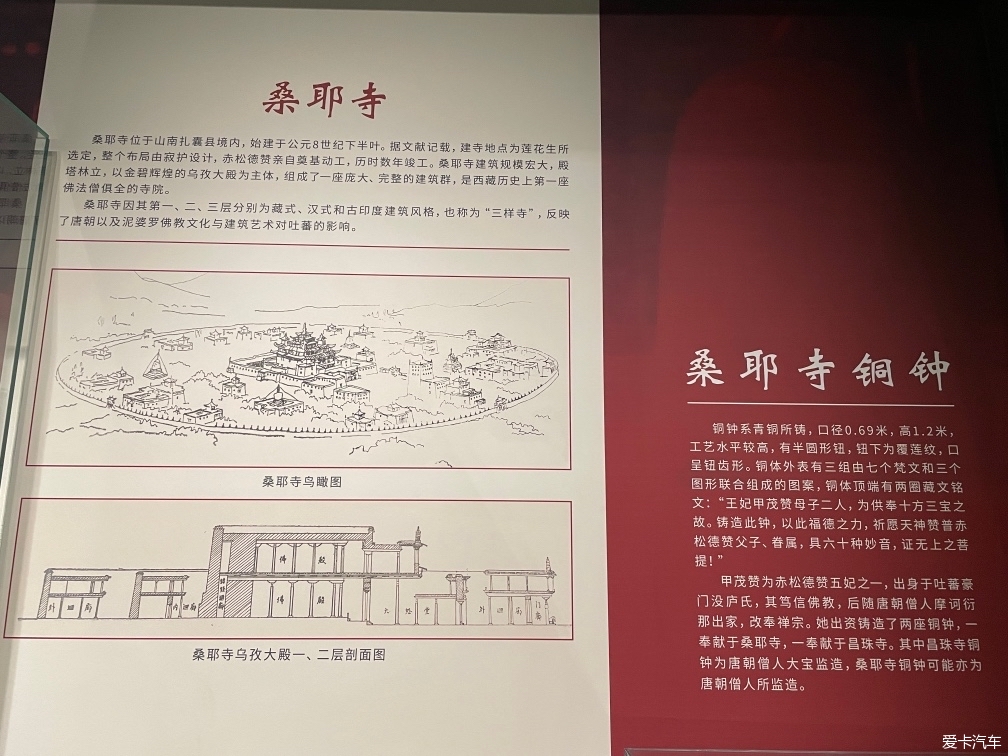 桑耶寺
桑耶寺位于山南扎囊县境内，始建于公元8世纪下半叶。据文献记载，建寺地点为莲花生所
选定，整个布局由寂护设计，赤松德赞亲自奠基动工，历时数年竣工。桑耶寺建筑规模宏大，殿
塔林立，以金碧辉煌的乌孜大殿为主体，组成了一座庞大、完整的建筑群，是西藏历史上第一座
佛法僧俱全的寺院。
桑耶寺因其第一、二、三层分别为藏式、汉式和古印度建筑风格，也称为“三样寺”，反映
了唐朝以及泥婆罗佛教文化与建筑艺术对吐蕃的影响。
桑耶寺鸟瞰图
佛殿
佛殿
外回廊
内回廊
大经堂
外回廊
桑耶寺乌孜大殿一、二层剖面图
桑耶寺铜钟
铜钟系青铜所铸，口径0.69米，高1.2米，
工艺水平较高，有半圆形钮，钮下为覆莲纹，口
呈钮齿形。铜体外表有三组由七个梵文和三个
图形联合组成的图案，铜体顶端有两圈藏文铭
文：“王妃甲茂赞母子二人，为供奉十方三宝之
故。铸造此钟，以此福德之力，祈愿天神赞普赤
松德赞父子、眷属，具六十种妙音，证无上之菩
提！”
甲茂赞为赤松德赞五妃之一，出身于吐蕃豪
门没庐氏，其笃信佛教，后随唐朝僧人摩诃衍
那出家，改奉禅宗。她出资铸造了两座铜钟，一
奉献于桑耶寺，一奉献于昌珠寺。其中昌珠寺铜
钟为唐朝僧人大宝监造，桑耶寺铜钟可能亦为
唐朝僧人所监造。
爱卡汽车